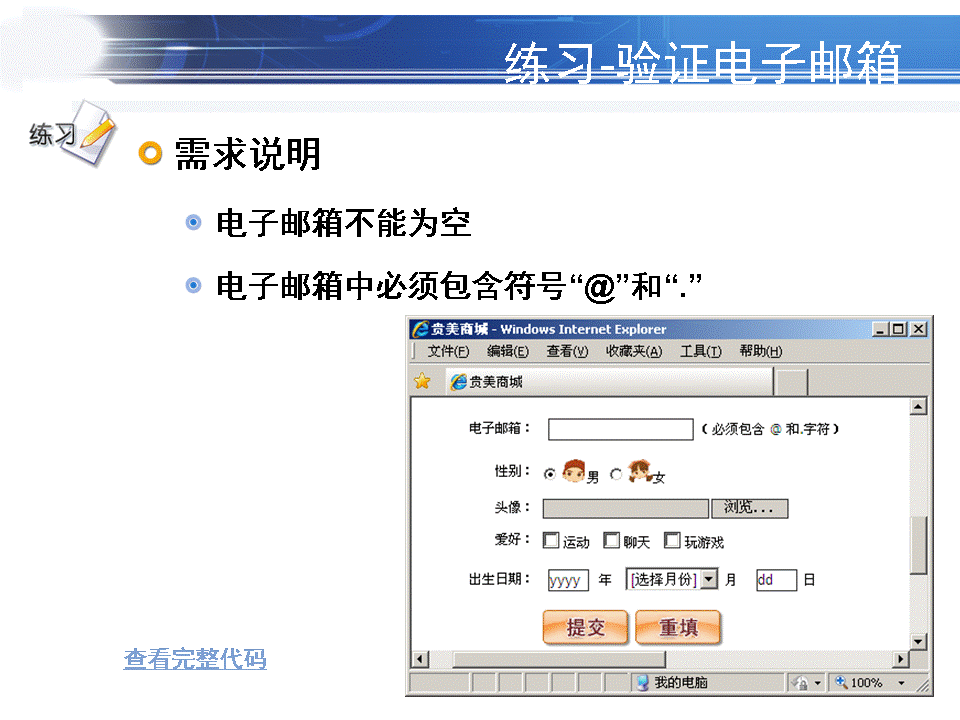 练习-验证电子邮箱
练习
需求说明
电子邮箱不能为空
电子邮箱中必须包含符号“@”和“.”
贵美商城 - Windows Internet Explorer
文件(F) 编辑(E) 查看(V) 收藏夹(A) 工具(T) 帮助(H)
贵美商城
电子邮箱： （必须包含 @ 和.字符）
性别： 男 女
头像： 浏览...
爱好： 运动 聊天 玩游戏
出生日期： yyyy 年 [选择月份] 月 dd 日
提交 重填
查看完整代码
我的电脑 100%